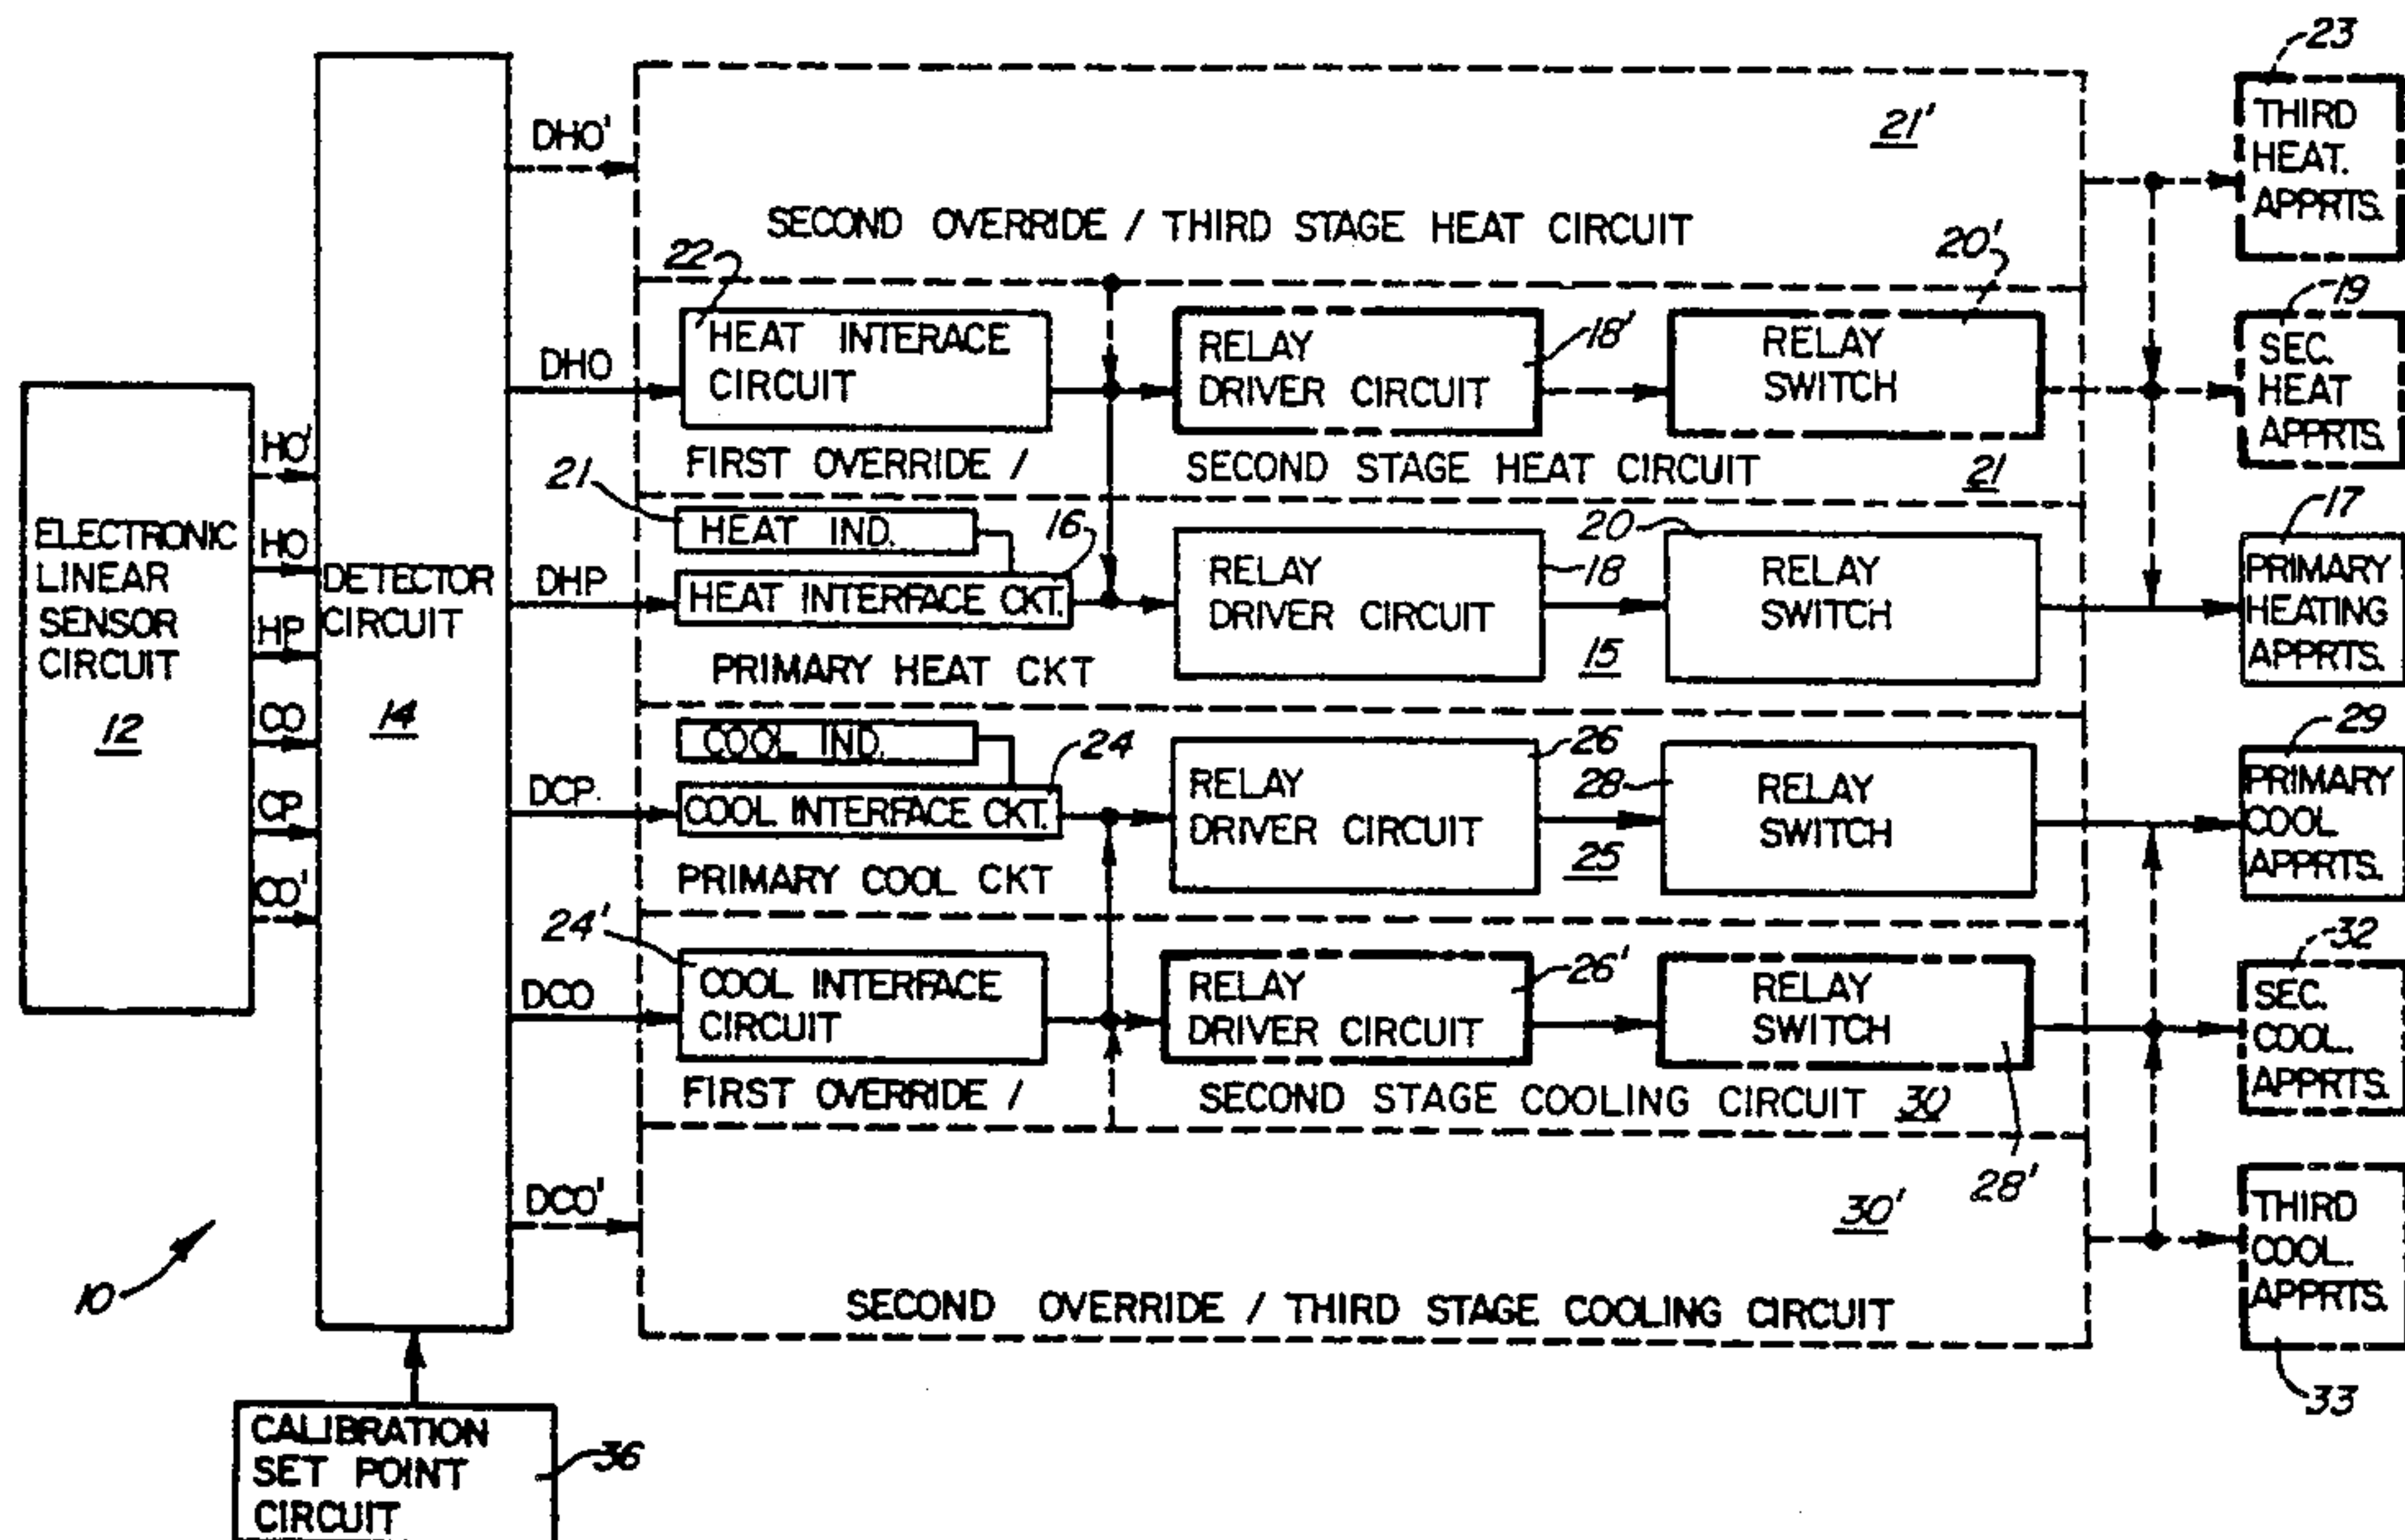 23
THIRD
HEAT.
APPRTS.
DHO'
21'
SECOND OVERRIDE / THIRD STAGE HEAT CIRCUIT
22
20'
19
HEAT INTERACE
CIRCUIT
RELAY
DRIVER CIRCUIT
18'
RELAY
SWITCH
SEC.
HEAT
APPRTS.
DHO
FIRST OVERRIDE /
SECOND STAGE HEAT CIRCUIT
21
21
HEAT IND.
16
20
17
DHP
HEAT INTERFACE CKT.
RELAY
DRIVER CIRCUIT
18
RELAY
SWITCH
PRIMARY
HEATING
APPRTS.
PRIMARY HEAT CKT
15
ELECTRONIC
LINEAR
SENSOR
CIRCUIT
12
HO'
HO
HP
CO
CP
CO'
DETECTOR
CIRCUIT
14
COOL IND.
24
26
28
29
DCP.
COOL INTERFACE CKT.
RELAY
DRIVER CIRCUIT
RELAY
SWITCH
PRIMARY
COOL
APPRTS.
PRIMARY COOL CKT
25
24'
DCO
COOL INTERFACE
CIRCUIT
RELAY
DRIVER CIRCUIT
26'
RELAY
SWITCH
32
SEC.
COOL.
APPRTS.
FIRST OVERRIDE /
SECOND STAGE COOLING CIRCUIT
30
28'
DCO'
30'
THIRD
COOL.
APPRTS.
33
SECOND OVERRIDE / THIRD STAGE COOLING CIRCUIT
10
CALIBRATION
SET POINT
CIRCUIT
36